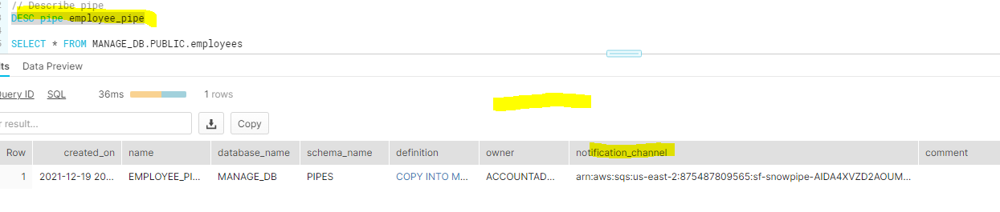 // Describe pipe
DESC pipe employee_pipe
SELECT * FROM MANAGE_DB.PUBLIC.employees
Data Preview
Query ID SQL 36ms 1 rows
result... Copy
Row created_on name database_name schema_name definition owner notification_channel comment
1 2021-12-19 20... EMPLOYEE_PI... MANAGE_DB PIPES COPY INTO M... ACCOUNTAD... arn:aws:sqs:us-east-2:875487809565:sf-snowpipe-AIDA4XVZD2AOUM...